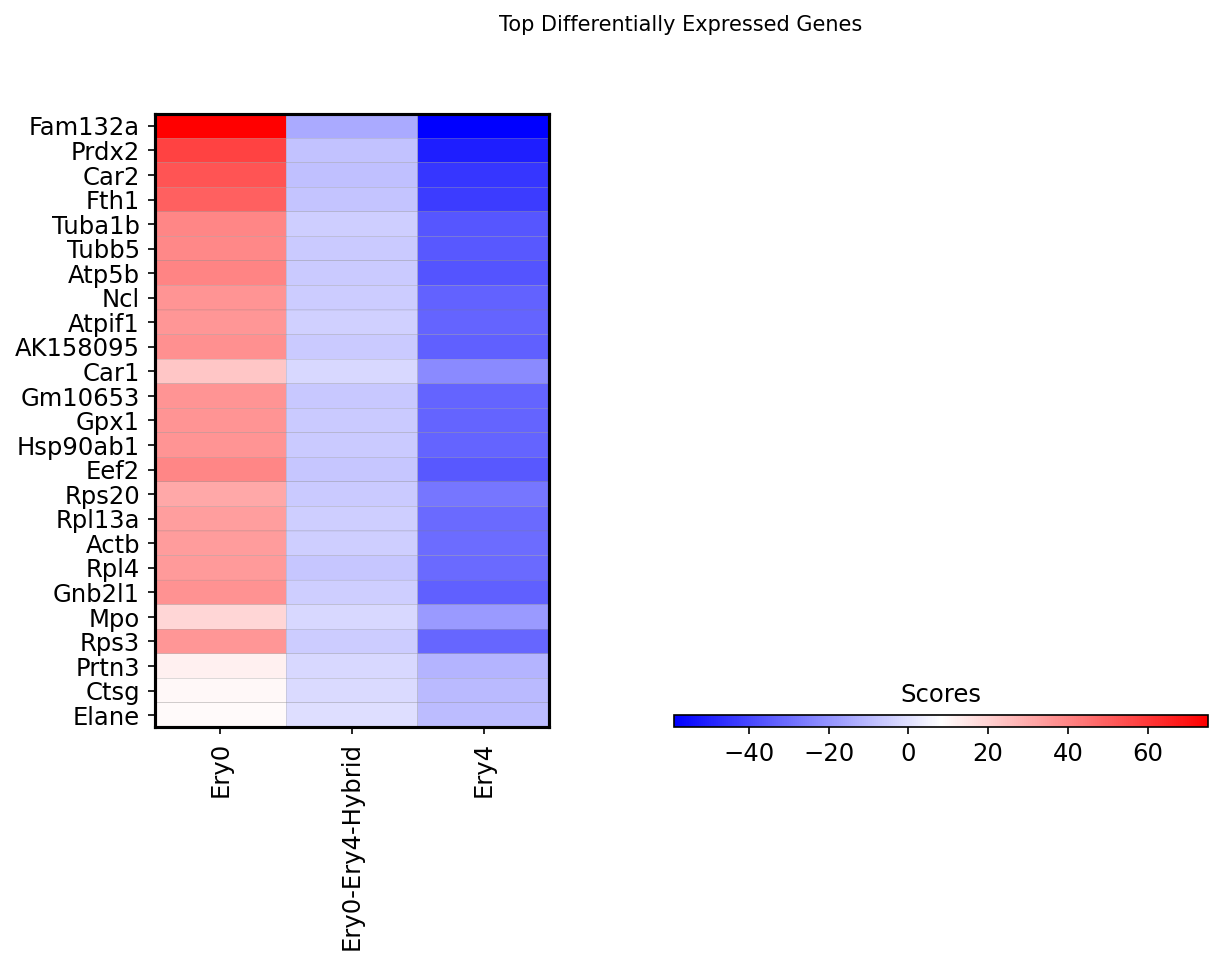 Top Differentially Expressed Genes
Fam132a
Prdx2
Car2
Fth1
Tuba1b
Tubb5
Atp5b
Ncl
Atpif1
AK158095
Car1
Gm10653
Gpx1
Hsp90ab1
Eef2
Rps20
Rpl13a
Actb
Rpl4
Gnb2l1
Mpo
Rps3
Prtn3
Ctsg
Elane
Ery0
Ery0-Ery4-Hybrid
Ery4
Scores
−40 −20 0 20 40 60